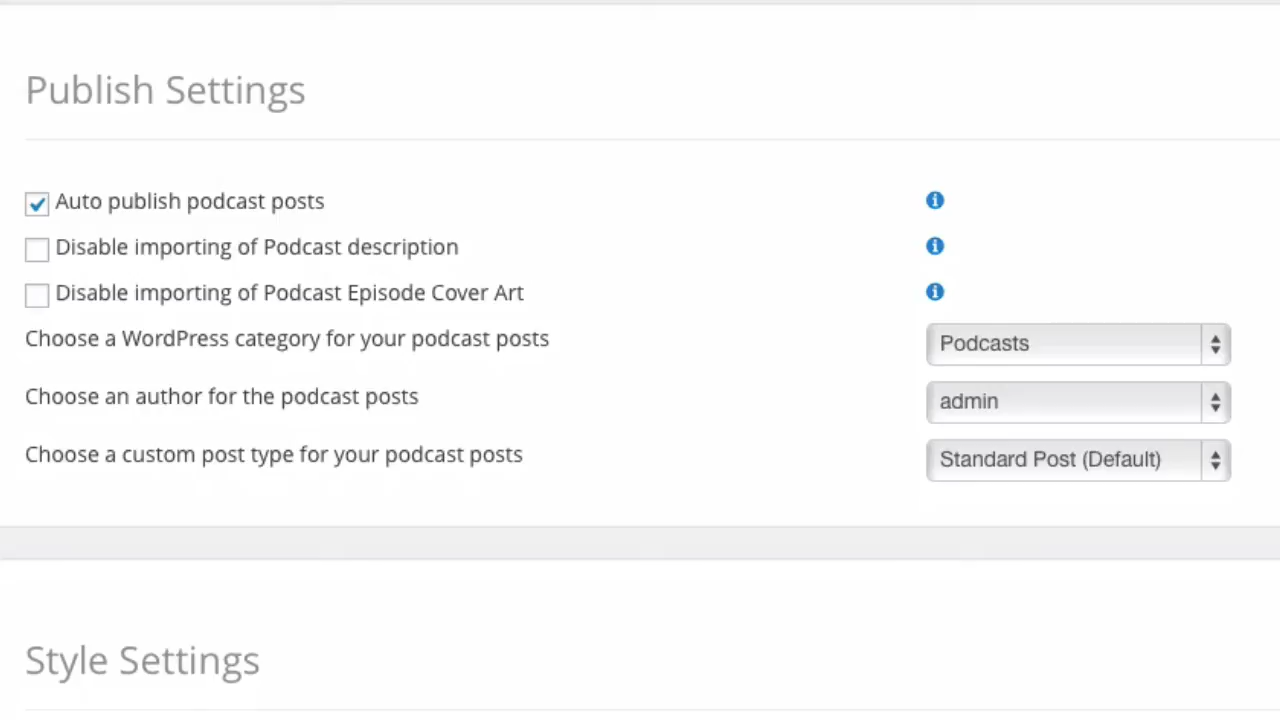 Publish Settings
Auto publish podcast posts
Disable importing of Podcast description
Disable importing of Podcast Episode Cover Art
Choose a WordPress category for your podcast posts
Podcasts
Choose an author for the podcast posts
admin
Choose a custom post type for your podcast posts
Standard Post (Default)
Style Settings